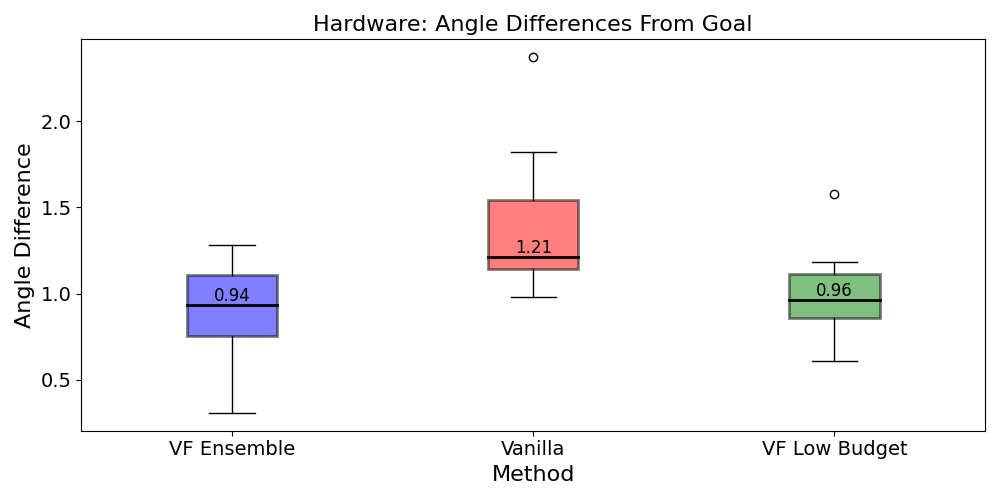 Hardware: Angle Differences From Goal
Angle Difference
2.0
1.5
1.0
0.5
0.94
1.21
0.96
VF Ensemble
Vanilla
VF Low Budget
Method